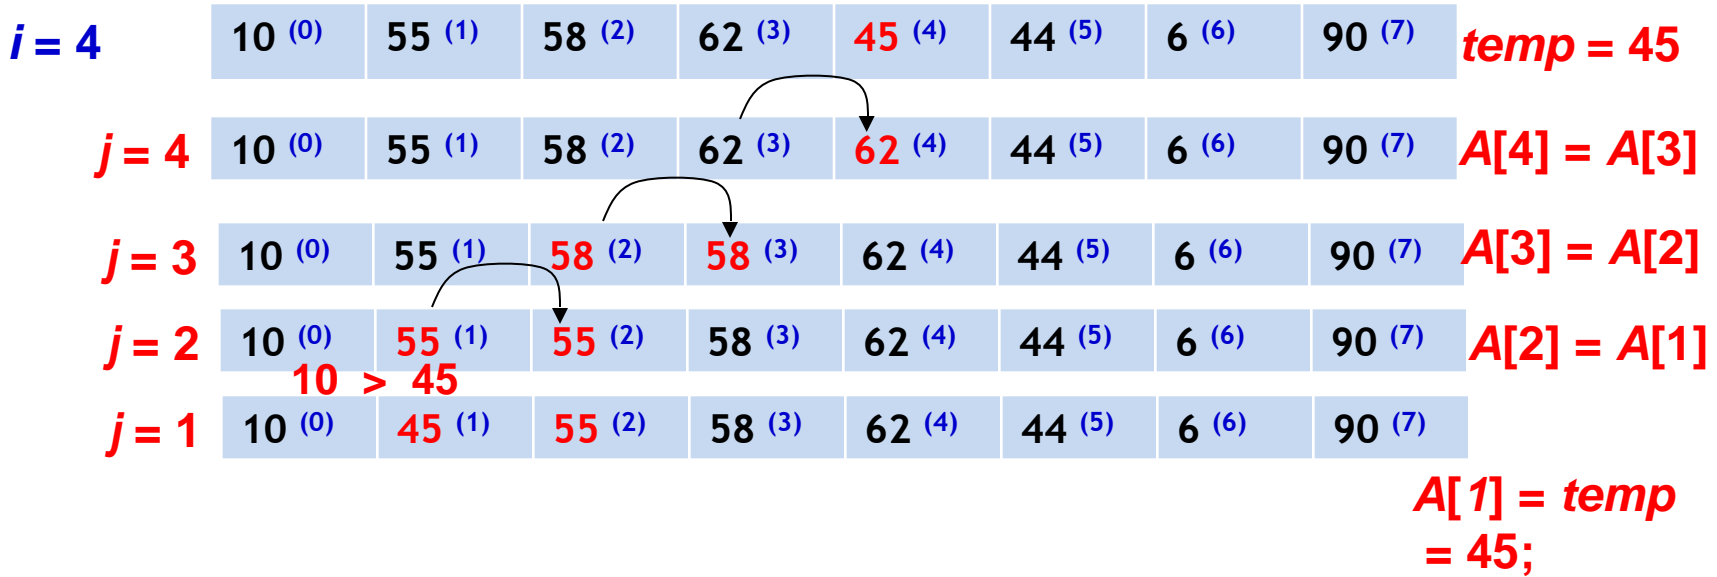 i = 4 10 (0) 55 (1) 58 (2) 62 (3) 45 (4) 44 (5) 6 (6) 90 (7) temp = 45
j = 4 10 (0) 55 (1) 58 (2) 62 (3) 62 (4) 44 (5) 6 (6) 90 (7) A[4] = A[3]
j = 3 10 (0) 55 (1) 58 (2) 58 (3) 62 (4) 44 (5) 6 (6) 90 (7) A[3] = A[2]
j = 2 10 (0) 55 (1) 55 (2) 58 (3) 62 (4) 44 (5) 6 (6) 90 (7) A[2] = A[1]
10 > 45
j = 1 10 (0) 45 (1) 55 (2) 58 (3) 62 (4) 44 (5) 6 (6) 90 (7)
A[1] = temp
= 45;